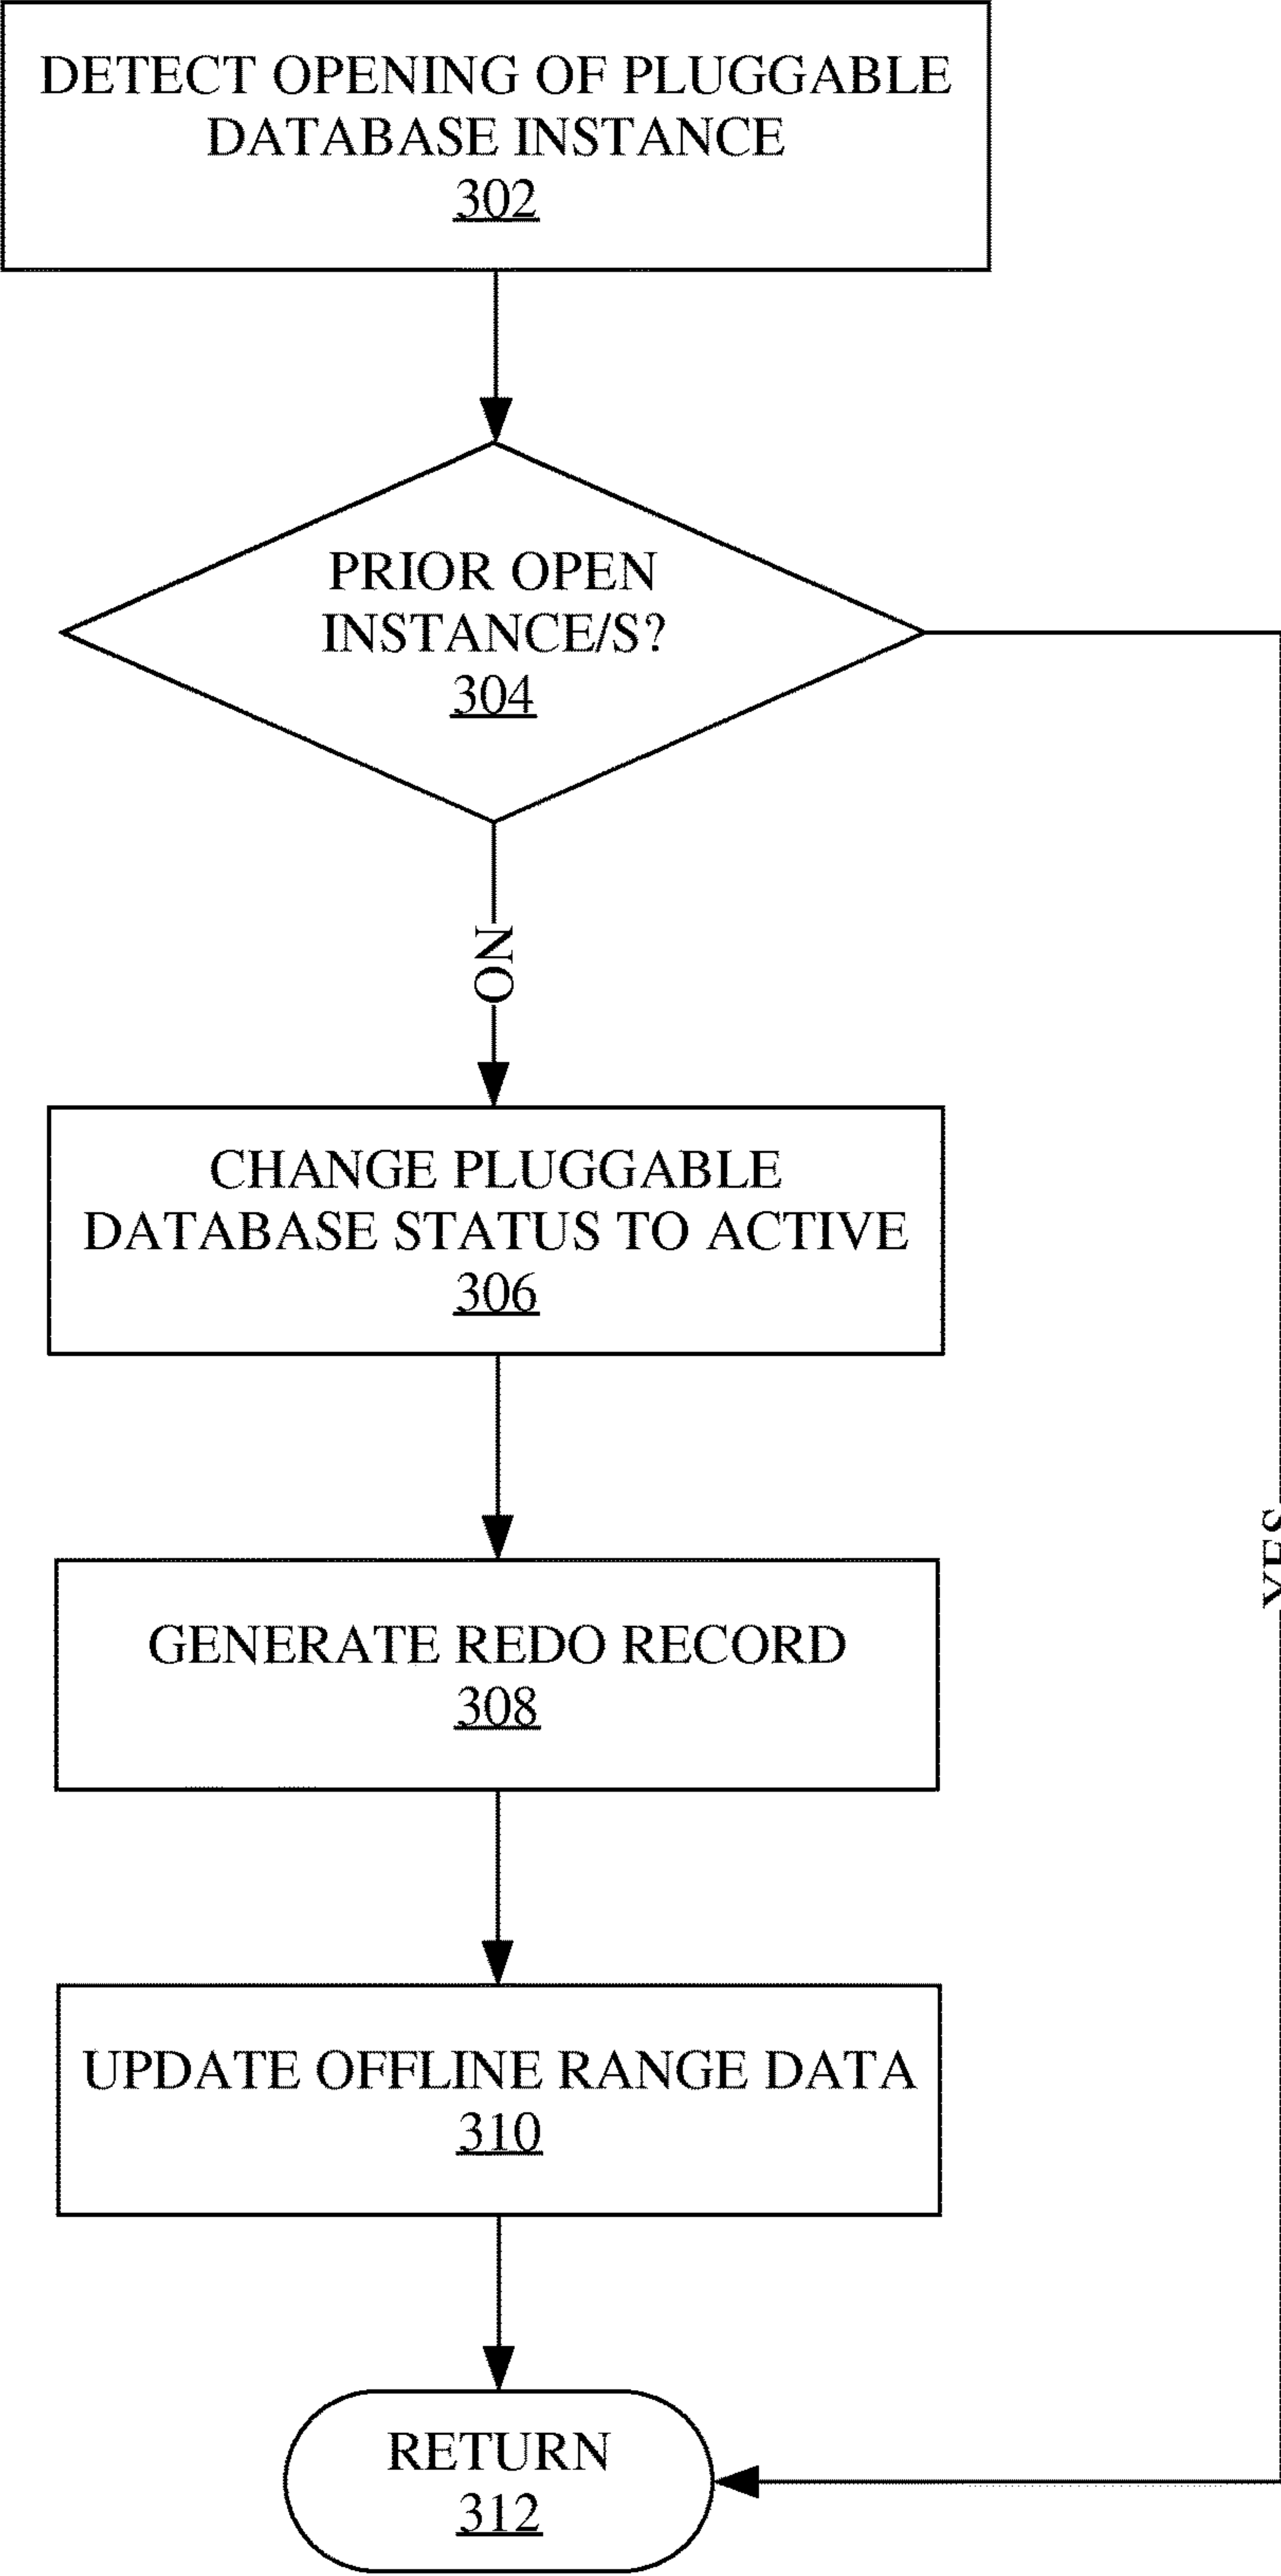 DETECT OPENING OF PLUGGABLE
DATABASE INSTANCE
302
PRIOR OPEN
INSTANCE/S?
304
NO
CHANGE PLUGGABLE
DATABASE STATUS TO ACTIVE
306
YES
GENERATE REDO RECORD
308
UPDATE OFFLINE RANGE DATA
310
RETURN
312